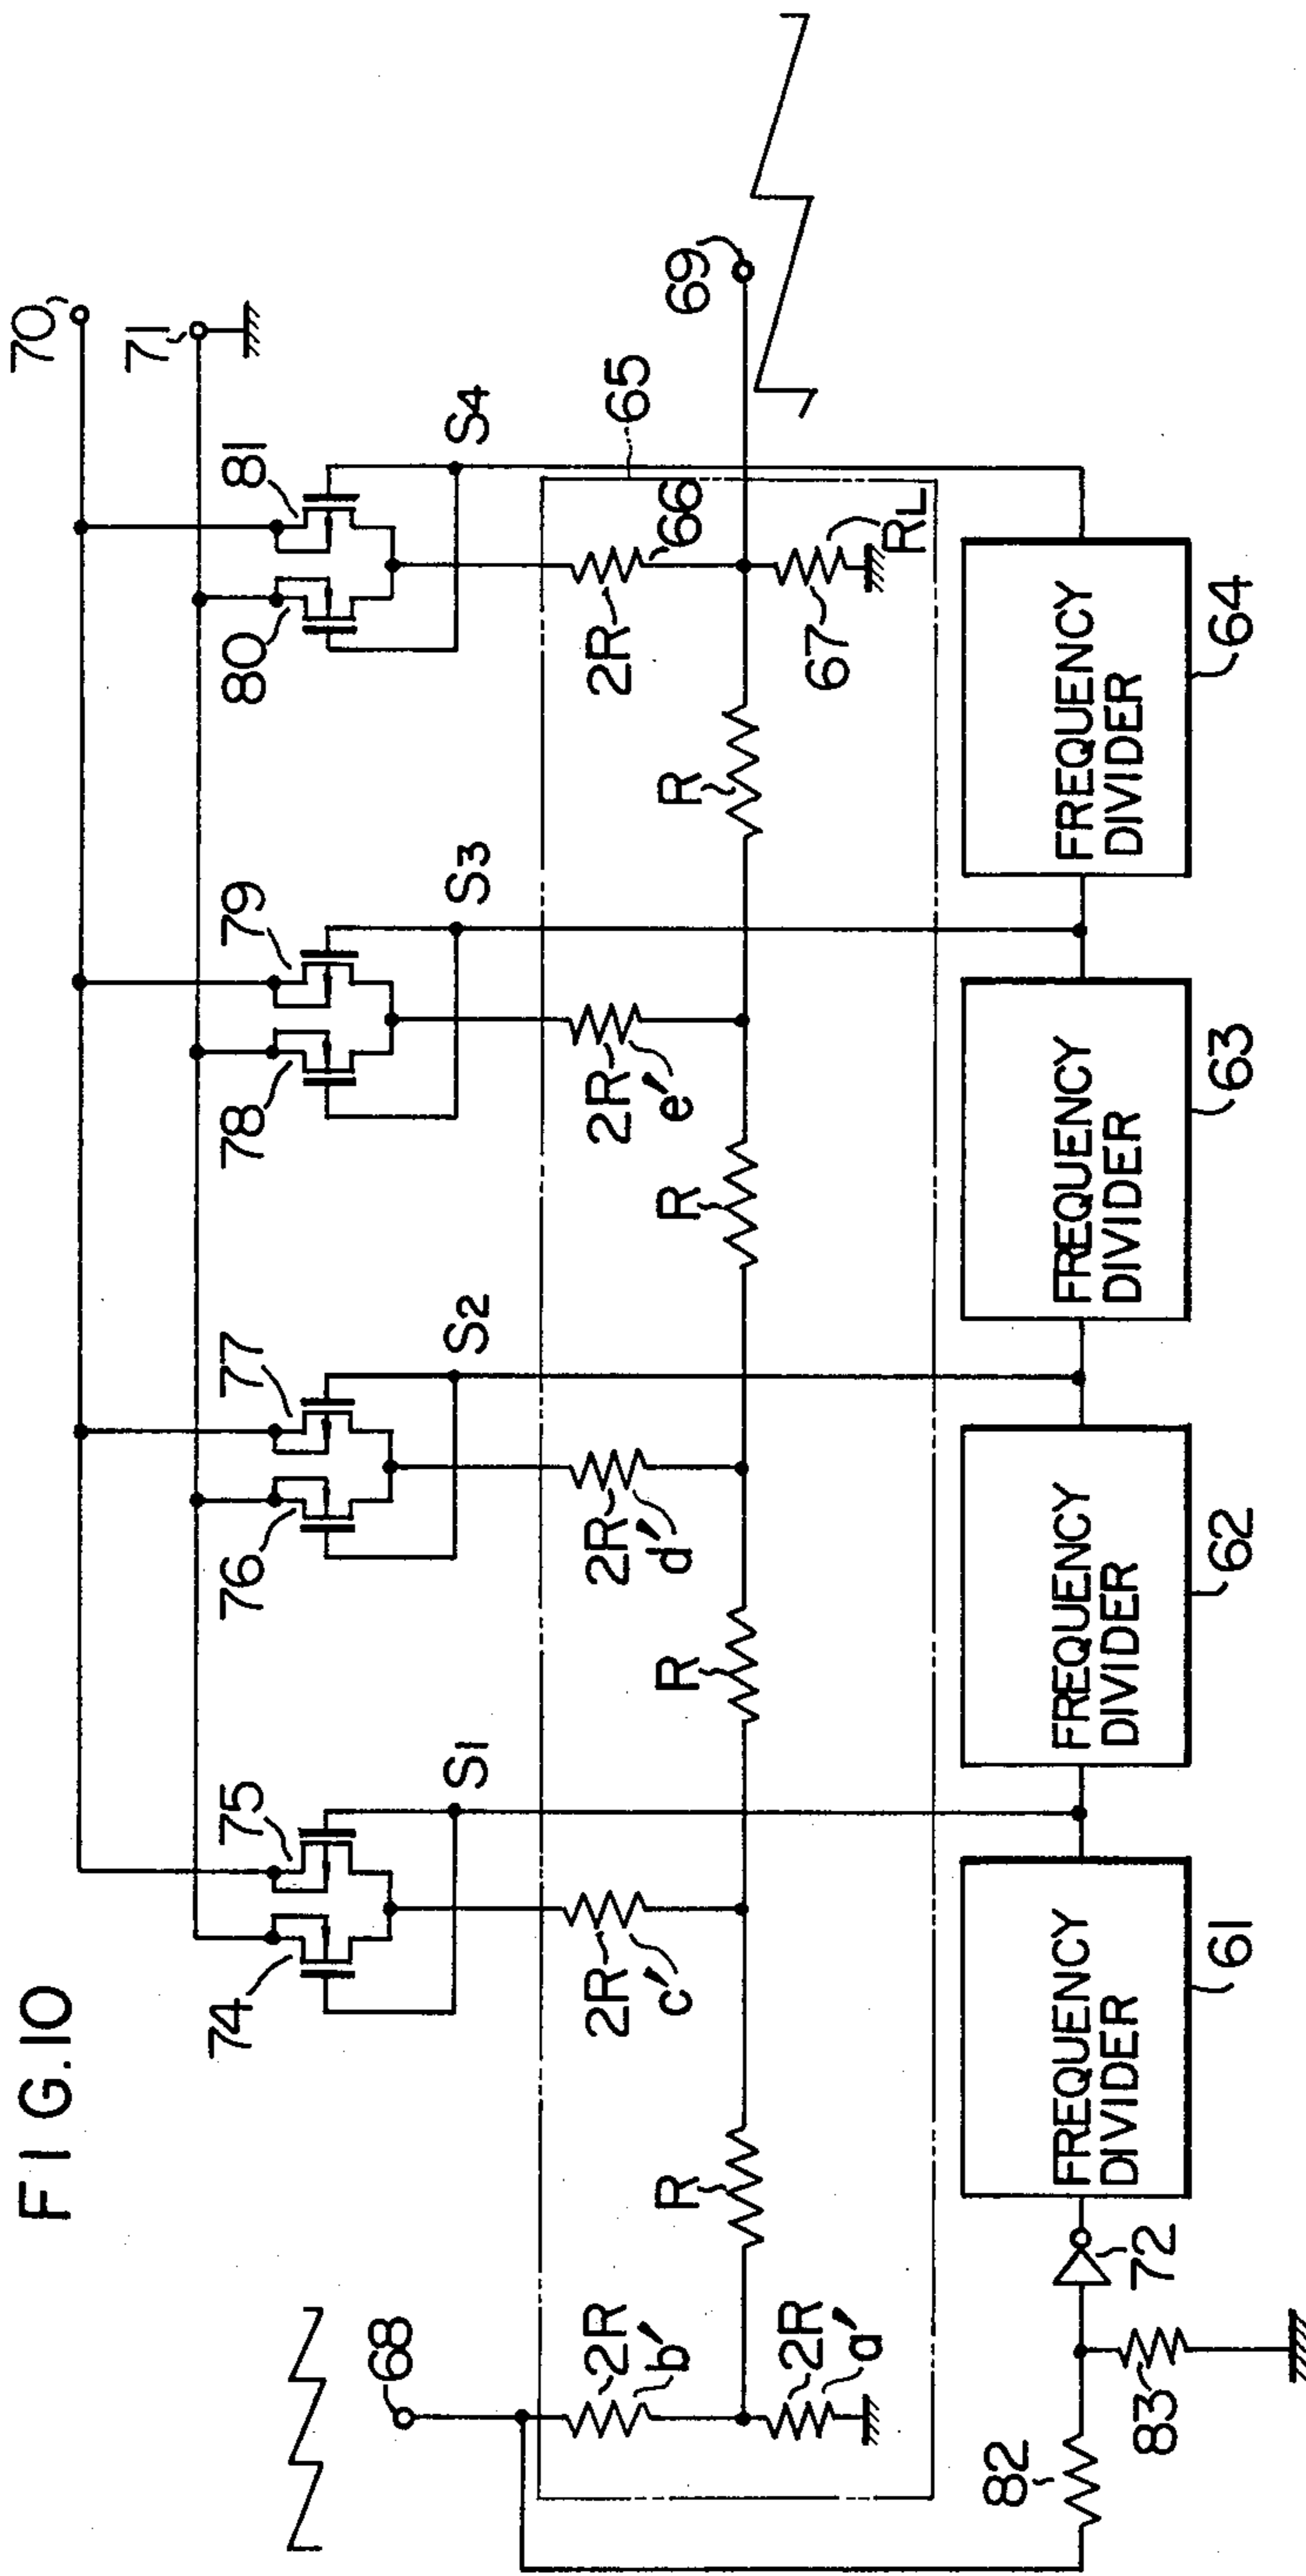 FIG.10
70
71
74
75
76
77
78
79
80
81
S1
S2
S3
S4
68
65
69
2R
b'
2R
c'
2R
d'
2R
e'
2R
66
R
R
R
R
2R
a'
67
RL
82
83
72
FREQUENCY
DIVIDER
61
FREQUENCY
DIVIDER
62
FREQUENCY
DIVIDER
63
FREQUENCY
DIVIDER
64